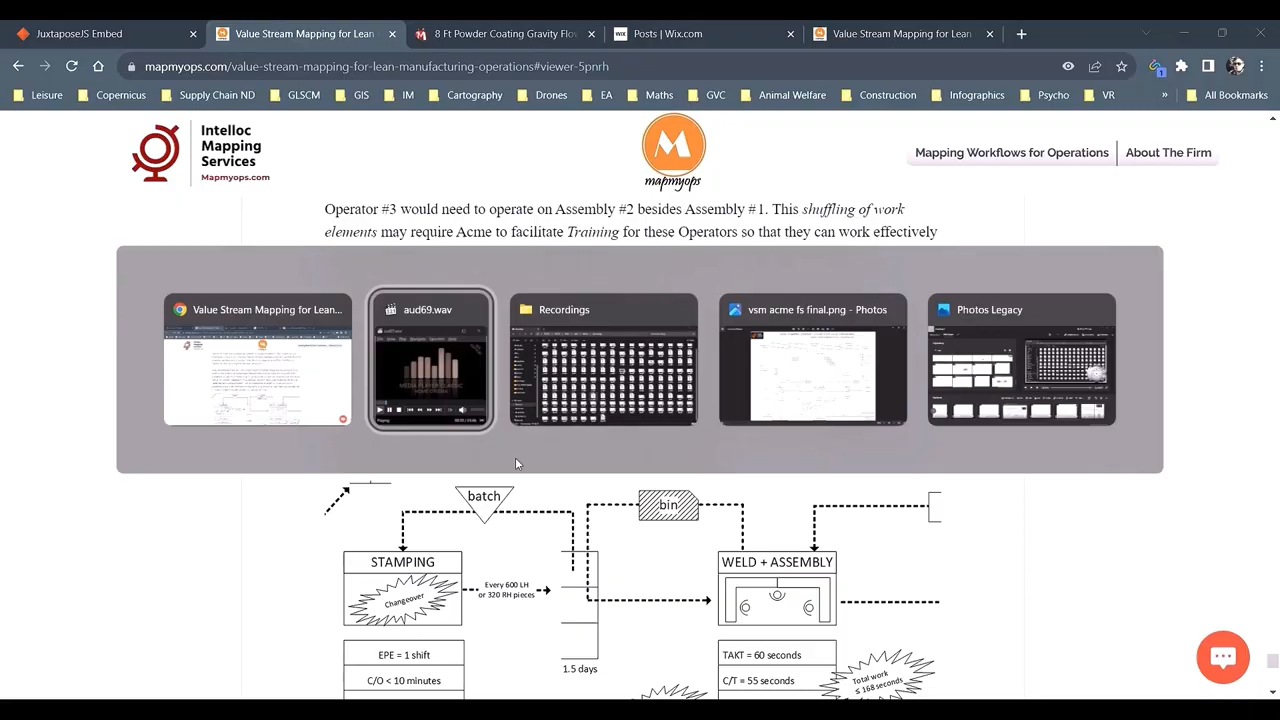 JuxtaposeJS Embed
Value Stream Mapping for Lean
8 Ft Powder Coating Gravity Flow
Posts | Wix.com
Value Stream Mapping for Lean
mapmyops.com/value-stream-mapping-for-lean-manufacturing-operations#viewer-5pnrh
1
Leisure
Copernicus
Supply Chain ND
GLSCM
GIS
IM
Cartography
Drones
EA
Maths
GVC
Animal Welfare
Construction
Infographics
Psycho
VR
»
All Bookmarks
Intelloc
Mapping
Services
Mapmyops.com
M
mapmyops
Mapping Workflows for Operations
About The Firm
Operator #3 would need to operate on Assembly #2 besides Assembly #1. This shuffling of work
elements may require Acme to facilitate Training for these Operators so that they can work effectively
Value Stream Mapping for Lean...
aud69.wav
Recordings
vsm acme fs final.png - Photos
Photos Legacy
batch
bin
STAMPING
Changeover
Every 600 LH
or 320 RH pieces
WELD + ASSEMBLY
EPE = 1 shift
C/O < 10 minutes
1.5 days
TAKT = 60 seconds
C/T = 55 seconds
Total work
≤ 168 seconds